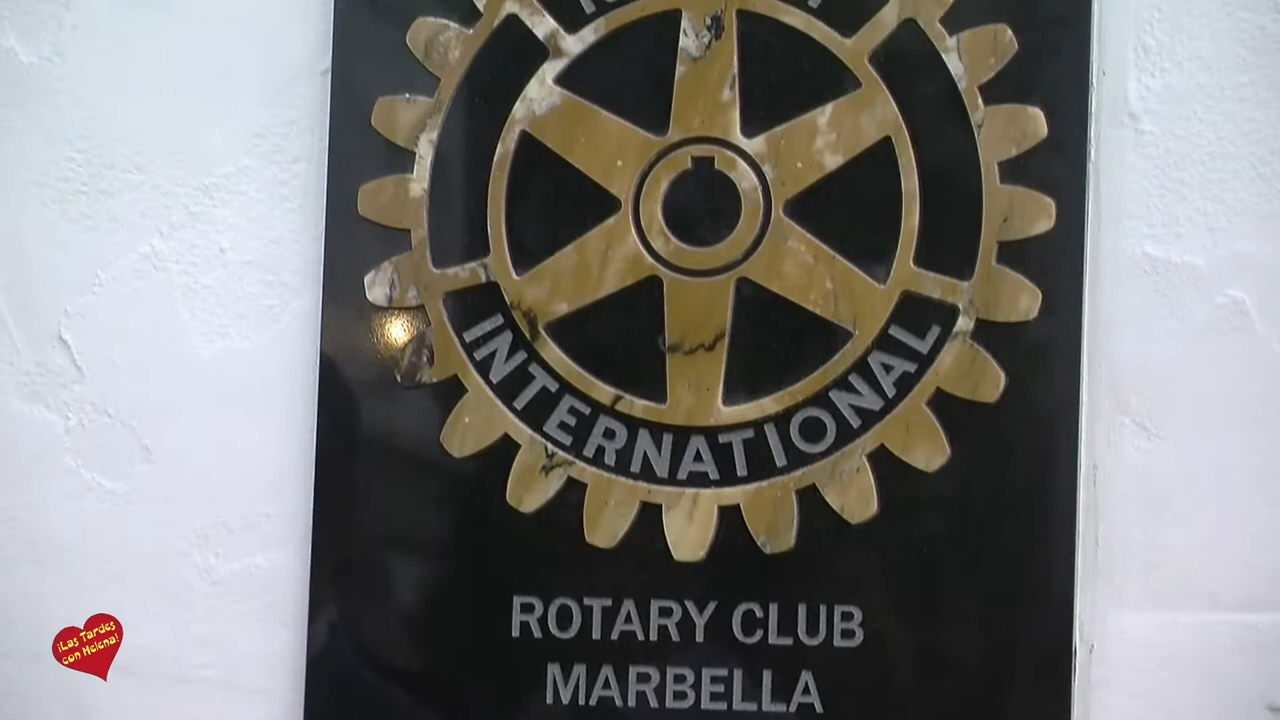 INTERNATIONAL
ROTARY CLUB
MARBELLA
¡Las Tardes
con Helena!